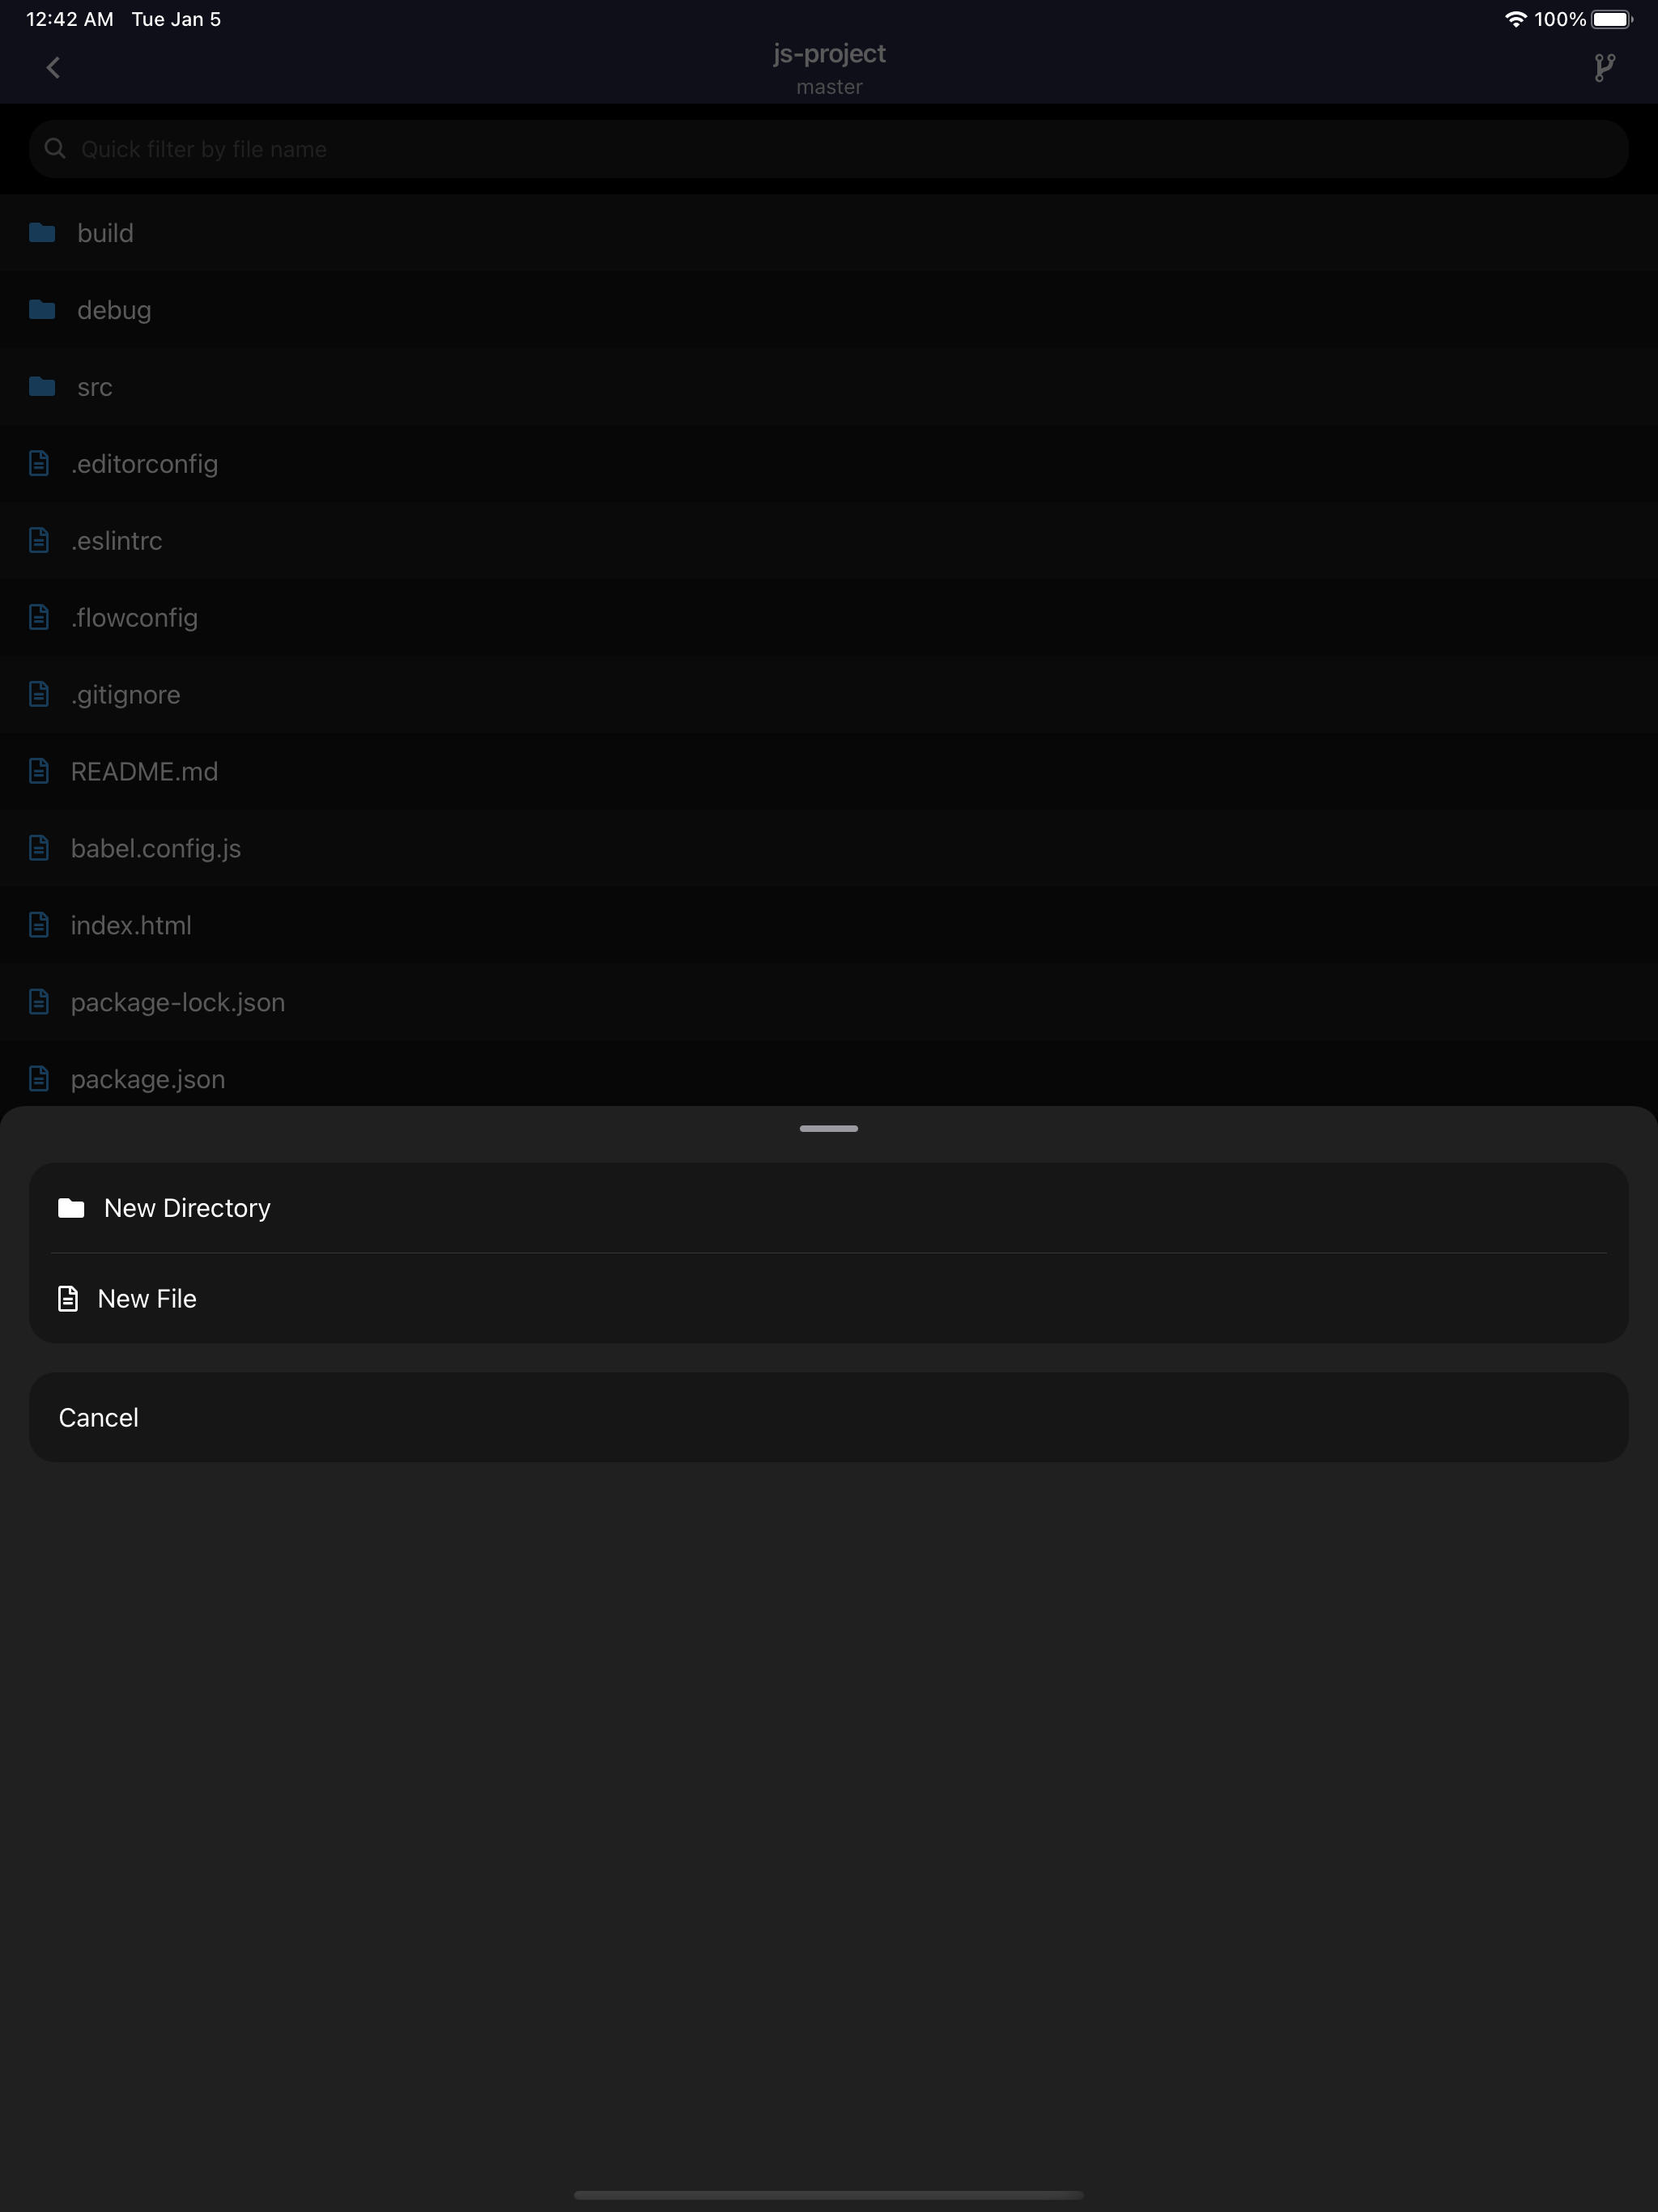 12:42 AM Tue Jan 5 100%
js-project
master
Quick filter by file name
build
debug
src
.editorconfig
.eslintrc
.flowconfig
.gitignore
README.md
babel.config.js
index.html
package-lock.json
package.json
New Directory
New File
Cancel